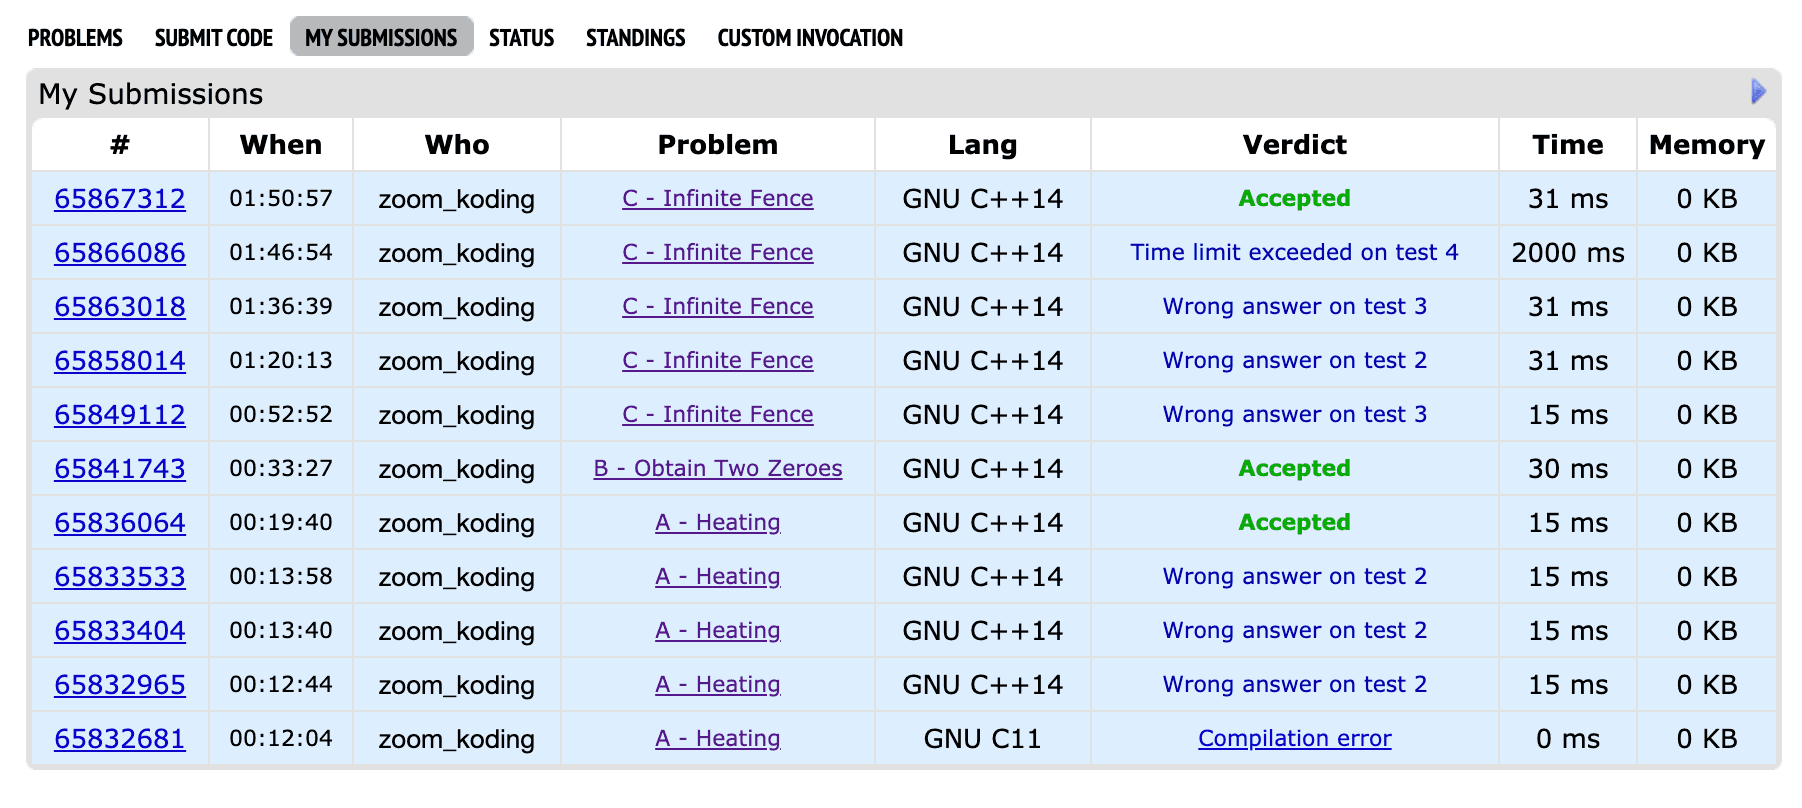 PROBLEMS SUBMIT CODE MY SUBMISSIONS STATUS STANDINGS CUSTOM INVOCATION
My Submissions
# When Who Problem Lang Verdict Time Memory
65867312 01:50:57 zoom_koding C - Infinite Fence GNU C++14 Accepted 31 ms 0 KB
65866086 01:46:54 zoom_koding C - Infinite Fence GNU C++14 Time limit exceeded on test 4 2000 ms 0 KB
65863018 01:36:39 zoom_koding C - Infinite Fence GNU C++14 Wrong answer on test 3 31 ms 0 KB
65858014 01:20:13 zoom_koding C - Infinite Fence GNU C++14 Wrong answer on test 2 31 ms 0 KB
65849112 00:52:52 zoom_koding C - Infinite Fence GNU C++14 Wrong answer on test 3 15 ms 0 KB
65841743 00:33:27 zoom_koding B - Obtain Two Zeroes GNU C++14 Accepted 30 ms 0 KB
65836064 00:19:40 zoom_koding A - Heating GNU C++14 Accepted 15 ms 0 KB
65833533 00:13:58 zoom_koding A - Heating GNU C++14 Wrong answer on test 2 15 ms 0 KB
65833404 00:13:40 zoom_koding A - Heating GNU C++14 Wrong answer on test 2 15 ms 0 KB
65832965 00:12:44 zoom_koding A - Heating GNU C++14 Wrong answer on test 2 15 ms 0 KB
65832681 00:12:04 zoom_koding A - Heating GNU C11 Compilation error 0 ms 0 KB